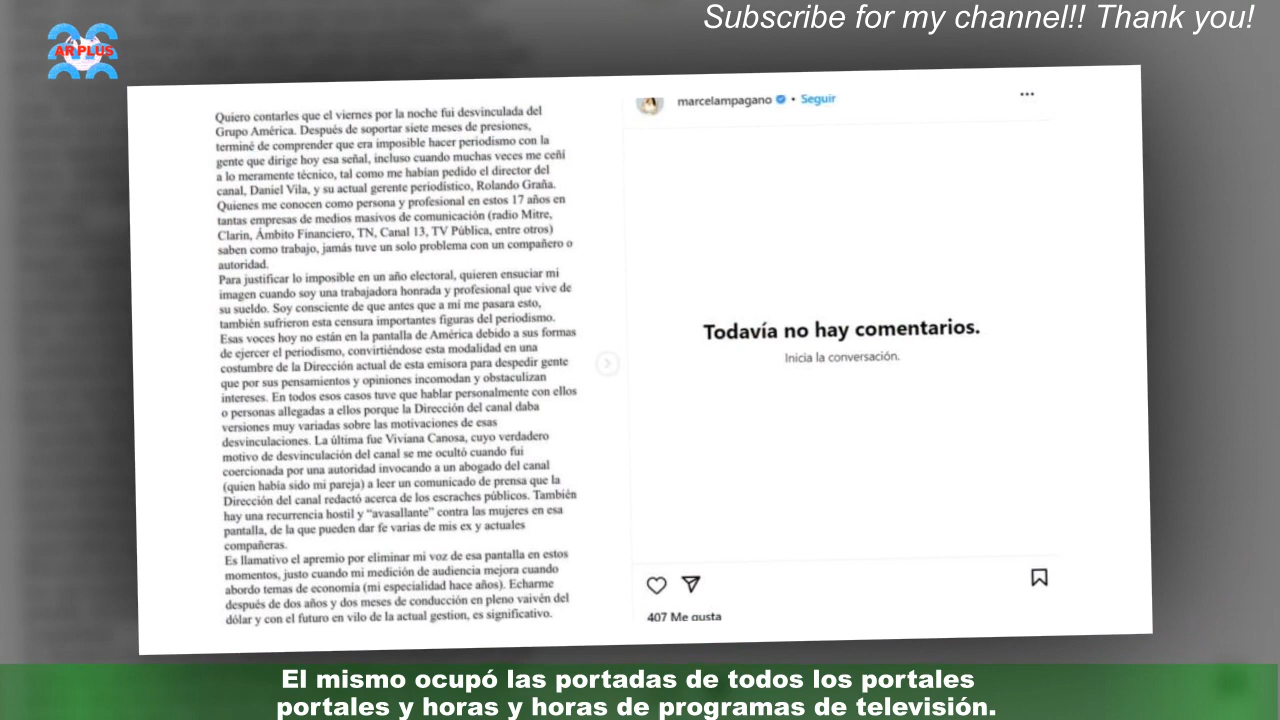 Subscribe for my channel!! Thank you!
AR PLUS
Quiero contarles que el viernes por la noche fui desvinculada del
Grupo América. Después de soportar siete meses de presiones,
terminé de comprender que era imposible hacer periodismo con la
gente que dirige hoy esa señal, incluso cuando muchas veces me ceñí
a lo meramente técnico, tal como me habían pedido el director del
canal, Daniel Vila, y su actual gerente periodístico, Rolando Graña.
Quienes me conocen como persona y profesional en estos 17 años en
tantas empresas de medios masivos de comunicación (radio Mitre,
Clarin, Ámbito Financiero, TN, Canal 13, TV Pública, entre otros)
saben como trabajo, jamás tuve un solo problema con un compañero o
autoridad.
Para justificar lo imposible en un año electoral, quieren ensuciar mi
imagen cuando soy una trabajadora honrada y profesional que vive de
su sueldo. Soy consciente de que antes que a mí me pasara esto,
también sufrieron esta censura importantes figuras del periodismo.
Esas voces hoy no están en la pantalla de América debido a sus formas
de ejercer el periodismo, convirtiéndose esta modalidad en una
costumbre de la Dirección actual de esta emisora para despedir gente
que por sus pensamientos y opiniones incomodan y obstaculizan
intereses. En todos esos casos tuve que hablar personalmente con ellos
o personas allegadas a ellos porque la Dirección del canal daba
versiones muy variadas sobre las motivaciones de esas
desvinculaciones. La última fue Viviana Canosa, cuyo verdadero
motivo de desvinculación del canal se me ocultó cuando fui
coercionada por una autoridad invocando a un abogado del canal
(quien había sido mi pareja) a leer un comunicado de prensa que la
Dirección del canal redactó acerca de los escraches públicos. También
hay una recurrencia hostil y “avasallante” contra las mujeres en esa
pantalla, de la que pueden dar fe varias de mis ex y actuales
compañeras.
Es llamativo el apremio por eliminar mi voz de esa pantalla en estos
momentos, justo cuando mi medición de audiencia mejora cuando
abordo temas de economía (mi especialidad hace años). Echarme
después de dos años y dos meses de conducción en pleno vaivén del
dólar y con el futuro en vilo de la actual gestion, es significativo.
marcelampagano • Seguir
Todavía no hay comentarios.
Inicia la conversación.
407 Me gusta
El mismo ocupó las portadas de todos los portales
portales y horas y horas de programas de televisión.